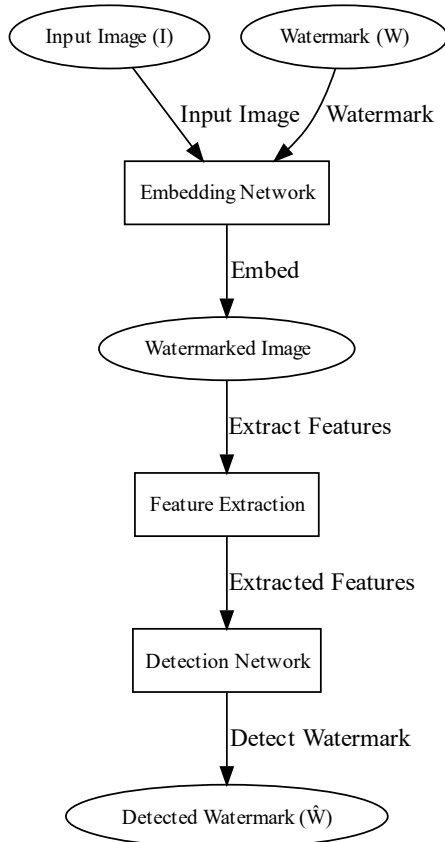 Input Image (I)
Watermark (W)
Input Image
Watermark
Embedding Network
Embed
Watermarked Image
Extract Features
Feature Extraction
Extracted Features
Detection Network
Detect Watermark
Detected Watermark (Ŵ)